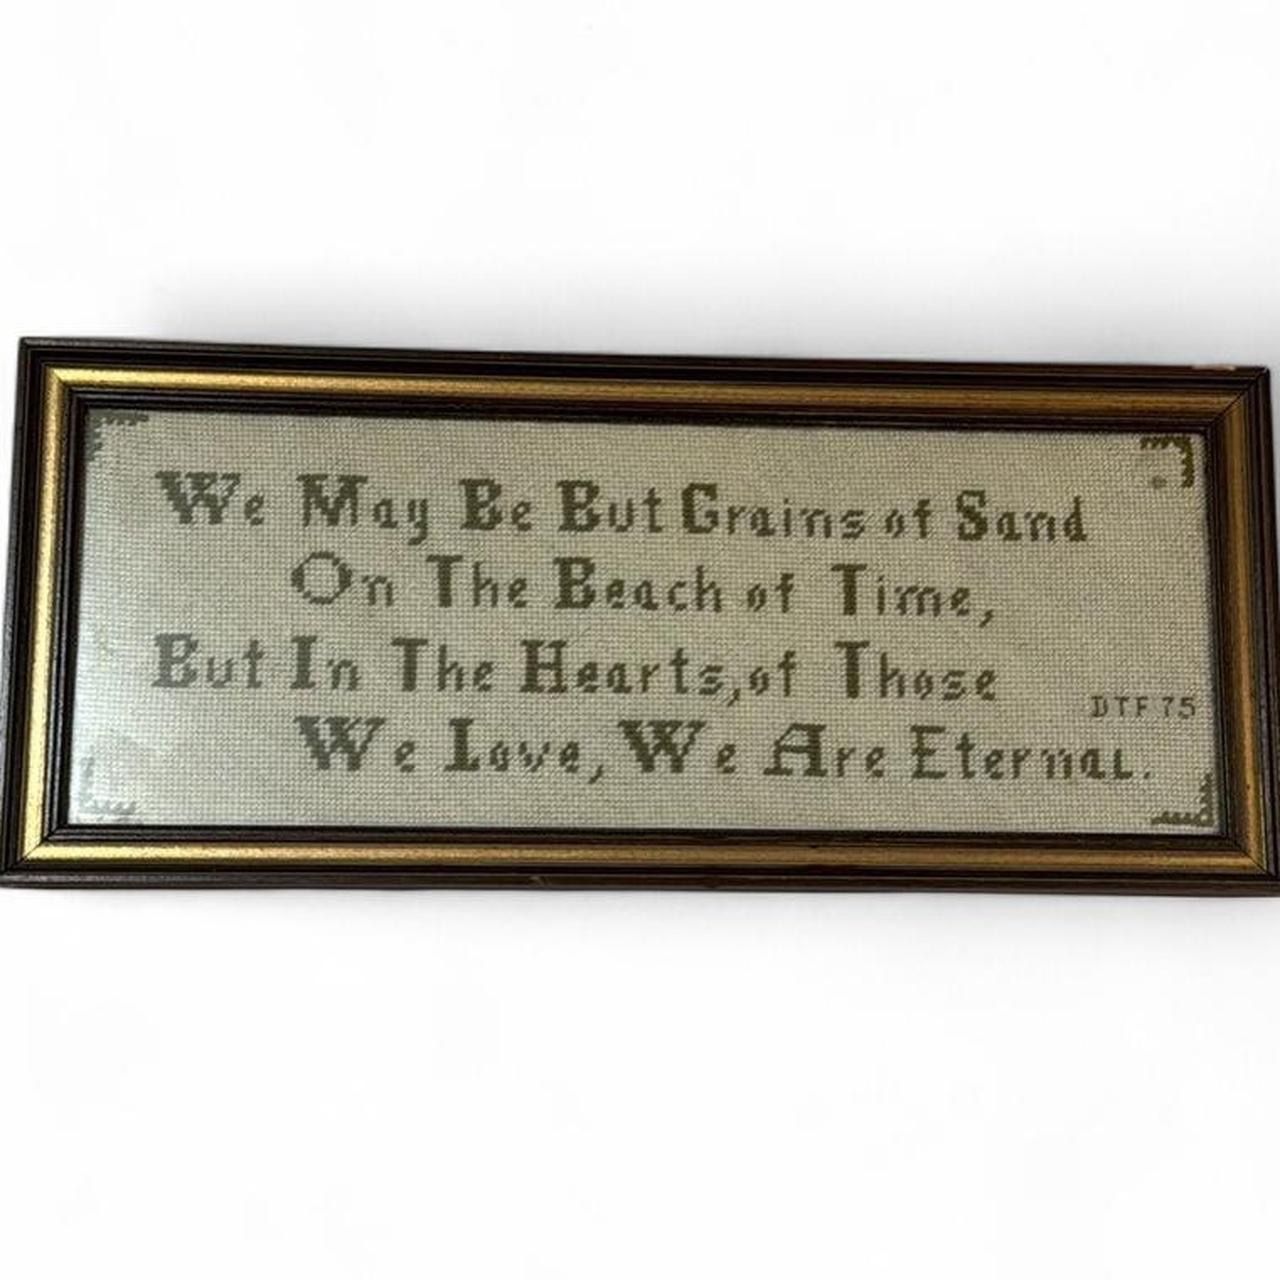 We May Be But Grains of Sand
On The Beach of Time,
But In The Hearts, of Those
DTF 75
We Love, We Are Eternal.